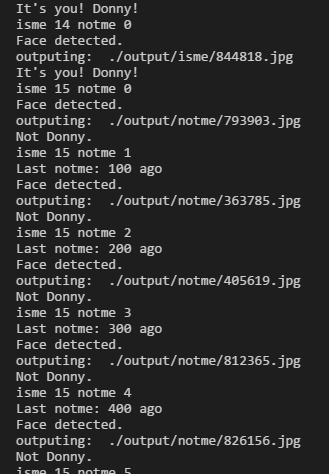 It's you! Donny!
isme 14 notme 0
Face detected.
outputing:  ./output/isme/844818.jpg
It's you! Donny!
isme 15 notme 0
Face detected.
outputing:  ./output/notme/793903.jpg
Not Donny.
isme 15 notme 1
Last notme: 100 ago
Face detected.
outputing:  ./output/notme/363785.jpg
Not Donny.
isme 15 notme 2
Last notme: 200 ago
Face detected.
outputing:  ./output/notme/405619.jpg
Not Donny.
isme 15 notme 3
Last notme: 300 ago
Face detected.
outputing:  ./output/notme/812365.jpg
Not Donny.
isme 15 notme 4
Last notme: 400 ago
Face detected.
outputing:  ./output/notme/826156.jpg
Not Donny.
isme 15 notme 5